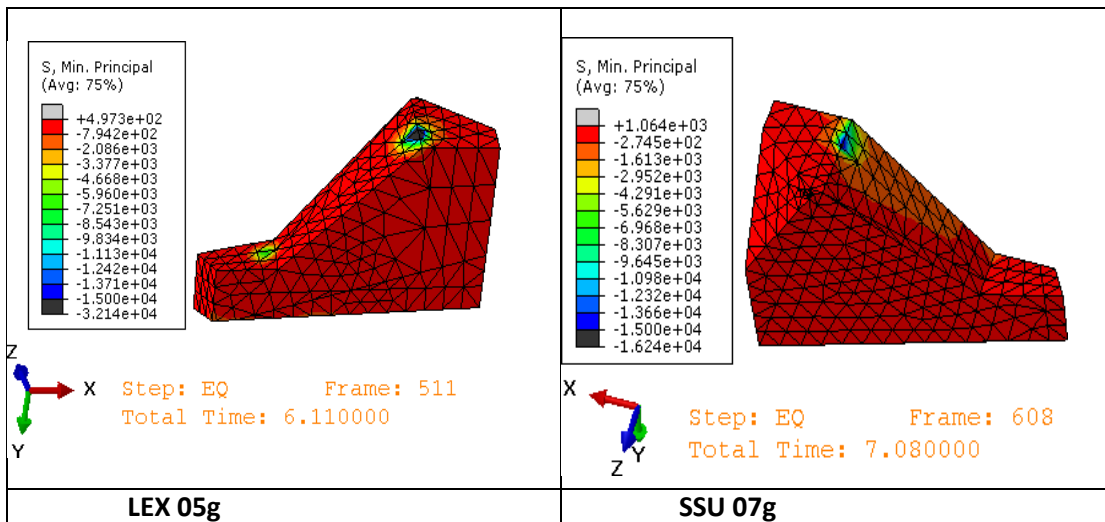 S, Min. Principal
(Avg: 75%)
+4.973e+02
-7.942e+02
-2.086e+03
-3.377e+03
-4.668e+03
-5.960e+03
-7.251e+03
-8.543e+03
-9.834e+03
-1.113e+04
-1.242e+04
-1.371e+04
-1.500e+04
-3.214e+04
Z
X
Y
Step: EQ Frame: 511
Total Time: 6.110000
LEX 05g
S, Min. Principal
(Avg: 75%)
+1.064e+03
-2.745e+02
-1.613e+03
-2.952e+03
-4.291e+03
-5.629e+03
-6.968e+03
-8.307e+03
-9.645e+03
-1.098e+04
-1.232e+04
-1.366e+04
-1.500e+04
-1.624e+04
X
Y
Z
Step: EQ Frame: 608
Total Time: 7.080000
SSU 07g